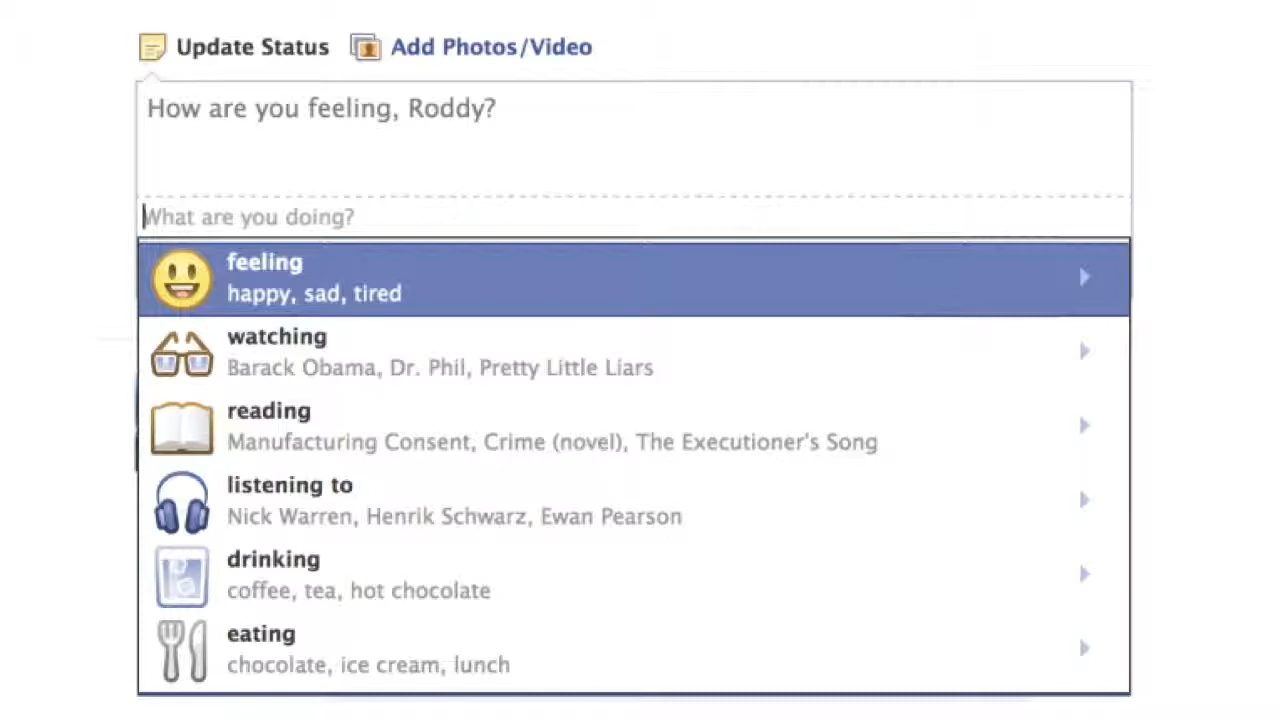 Update Status Add Photos/Video
How are you feeling, Roddy?
What are you doing?
feeling
happy, sad, tired
watching
Barack Obama, Dr. Phil, Pretty Little Liars
reading
Manufacturing Consent, Crime (novel), The Executioner's Song
listening to
Nick Warren, Henrik Schwarz, Ewan Pearson
drinking
coffee, tea, hot chocolate
eating
chocolate, ice cream, lunch